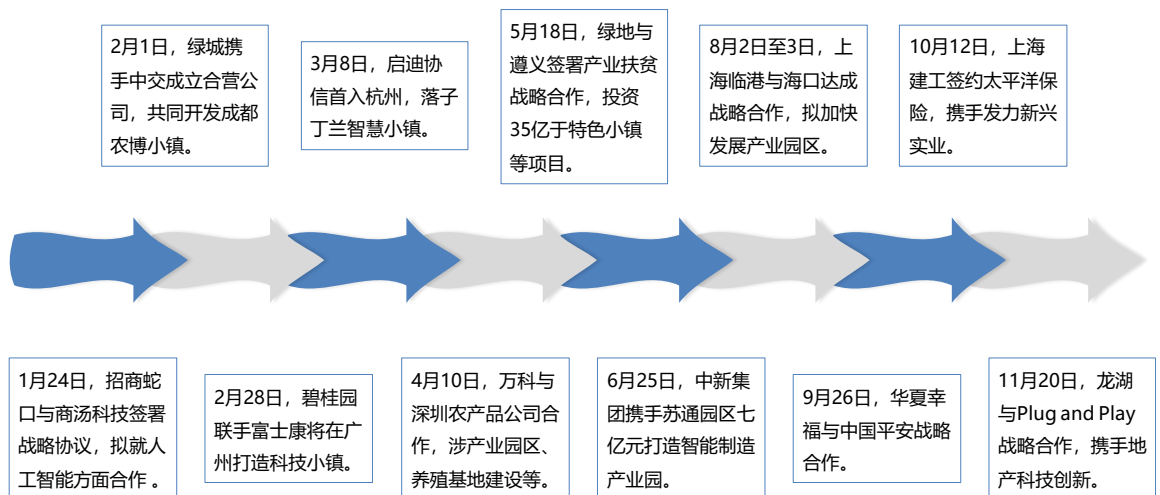 2月1日，绿城携
手中交成立合营公
司，共同开发成都
农博小镇。
3月8日，启迪协
信首入杭州，落子
丁兰智慧小镇。
5月18日，绿地与
遵义签署产业扶贫
战略合作，投资
35亿于特色小镇
等项目。
8月2日至3日，上
海临港与海口达成
战略合作，拟加快
发展产业园区。
10月12日，上海
建工签约太平洋保
险，携手发力新兴
实业。
1月24日，招商蛇
口与商汤科技签署
战略协议，拟就人
工智能方面合作 。
2月28日，碧桂园
联手富士康将在广
州打造科技小镇。
4月10日，万科与
深圳农产品公司合
作，涉产业园区、
养殖基地建设等。
6月25日，中新集
团携手苏通园区七
亿元打造智能制造
产业园。
9月26日，华夏幸
福与中国平安战略
合作。
11月20日，龙湖
与Plug and Play
战略合作，携手地
产科技创新。